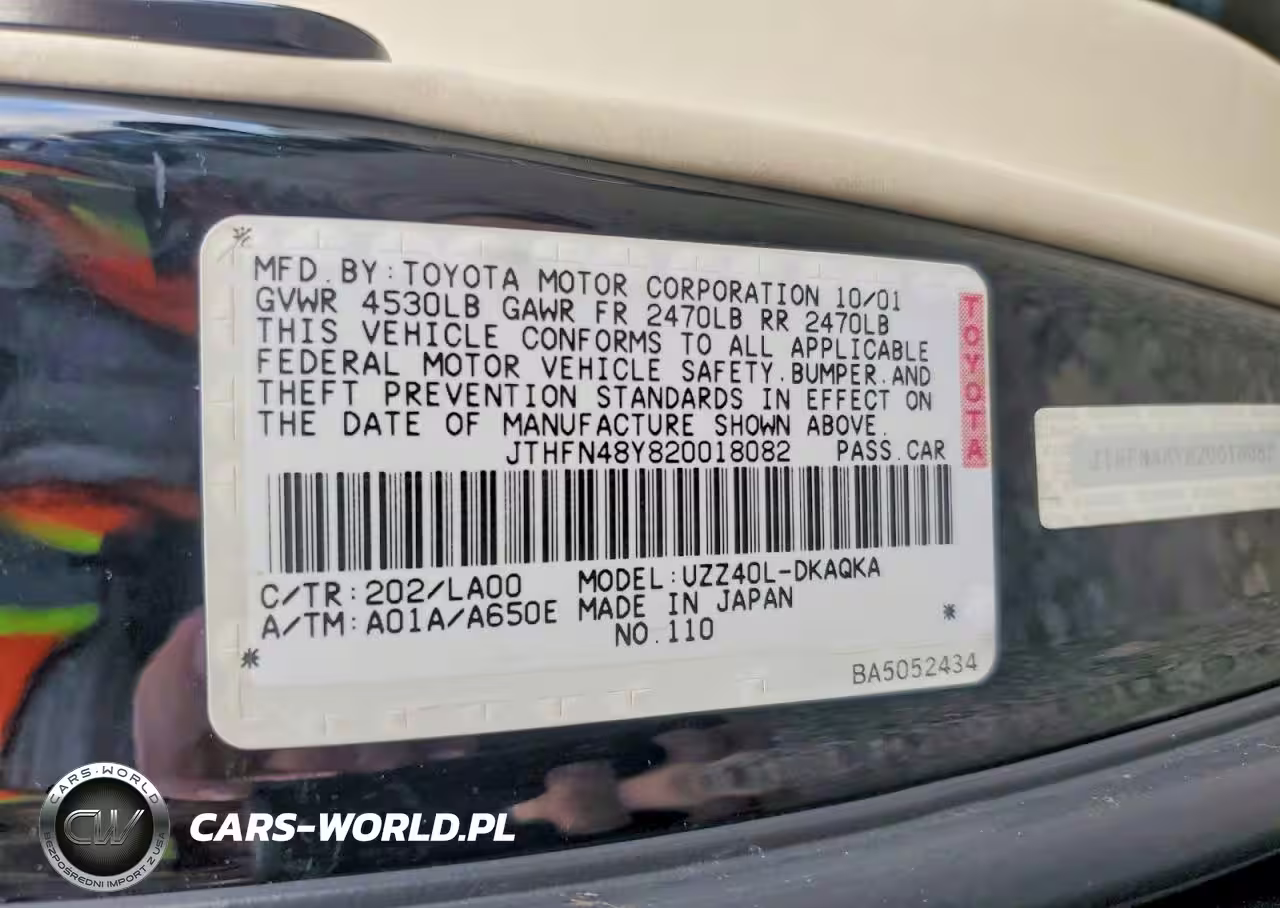 MFD. BY: TOYOTA MOTOR CORPORATION 10/01
GVWR 4530LB GAWR FR 2470LB RR 2470LB
THIS VEHICLE CONFORMS TO ALL APPLICABLE
FEDERAL MOTOR VEHICLE SAFETY, BUMPER, AND
THEFT PREVENTION STANDARDS IN EFFECT ON
THE DATE OF MANUFACTURE SHOWN ABOVE.
JTHFN48Y820018082 PASS. CAR
TOYOTA
C/TR: 202/LA00 MODEL: UZZ40L-DKAQKA
A/TM: A01A/A650E MADE IN JAPAN
NO. 110
BA5052434
CARS-WORLD
CW
BEZPOŚREDNI IMPORT Z USA
CARS-WORLD.PL